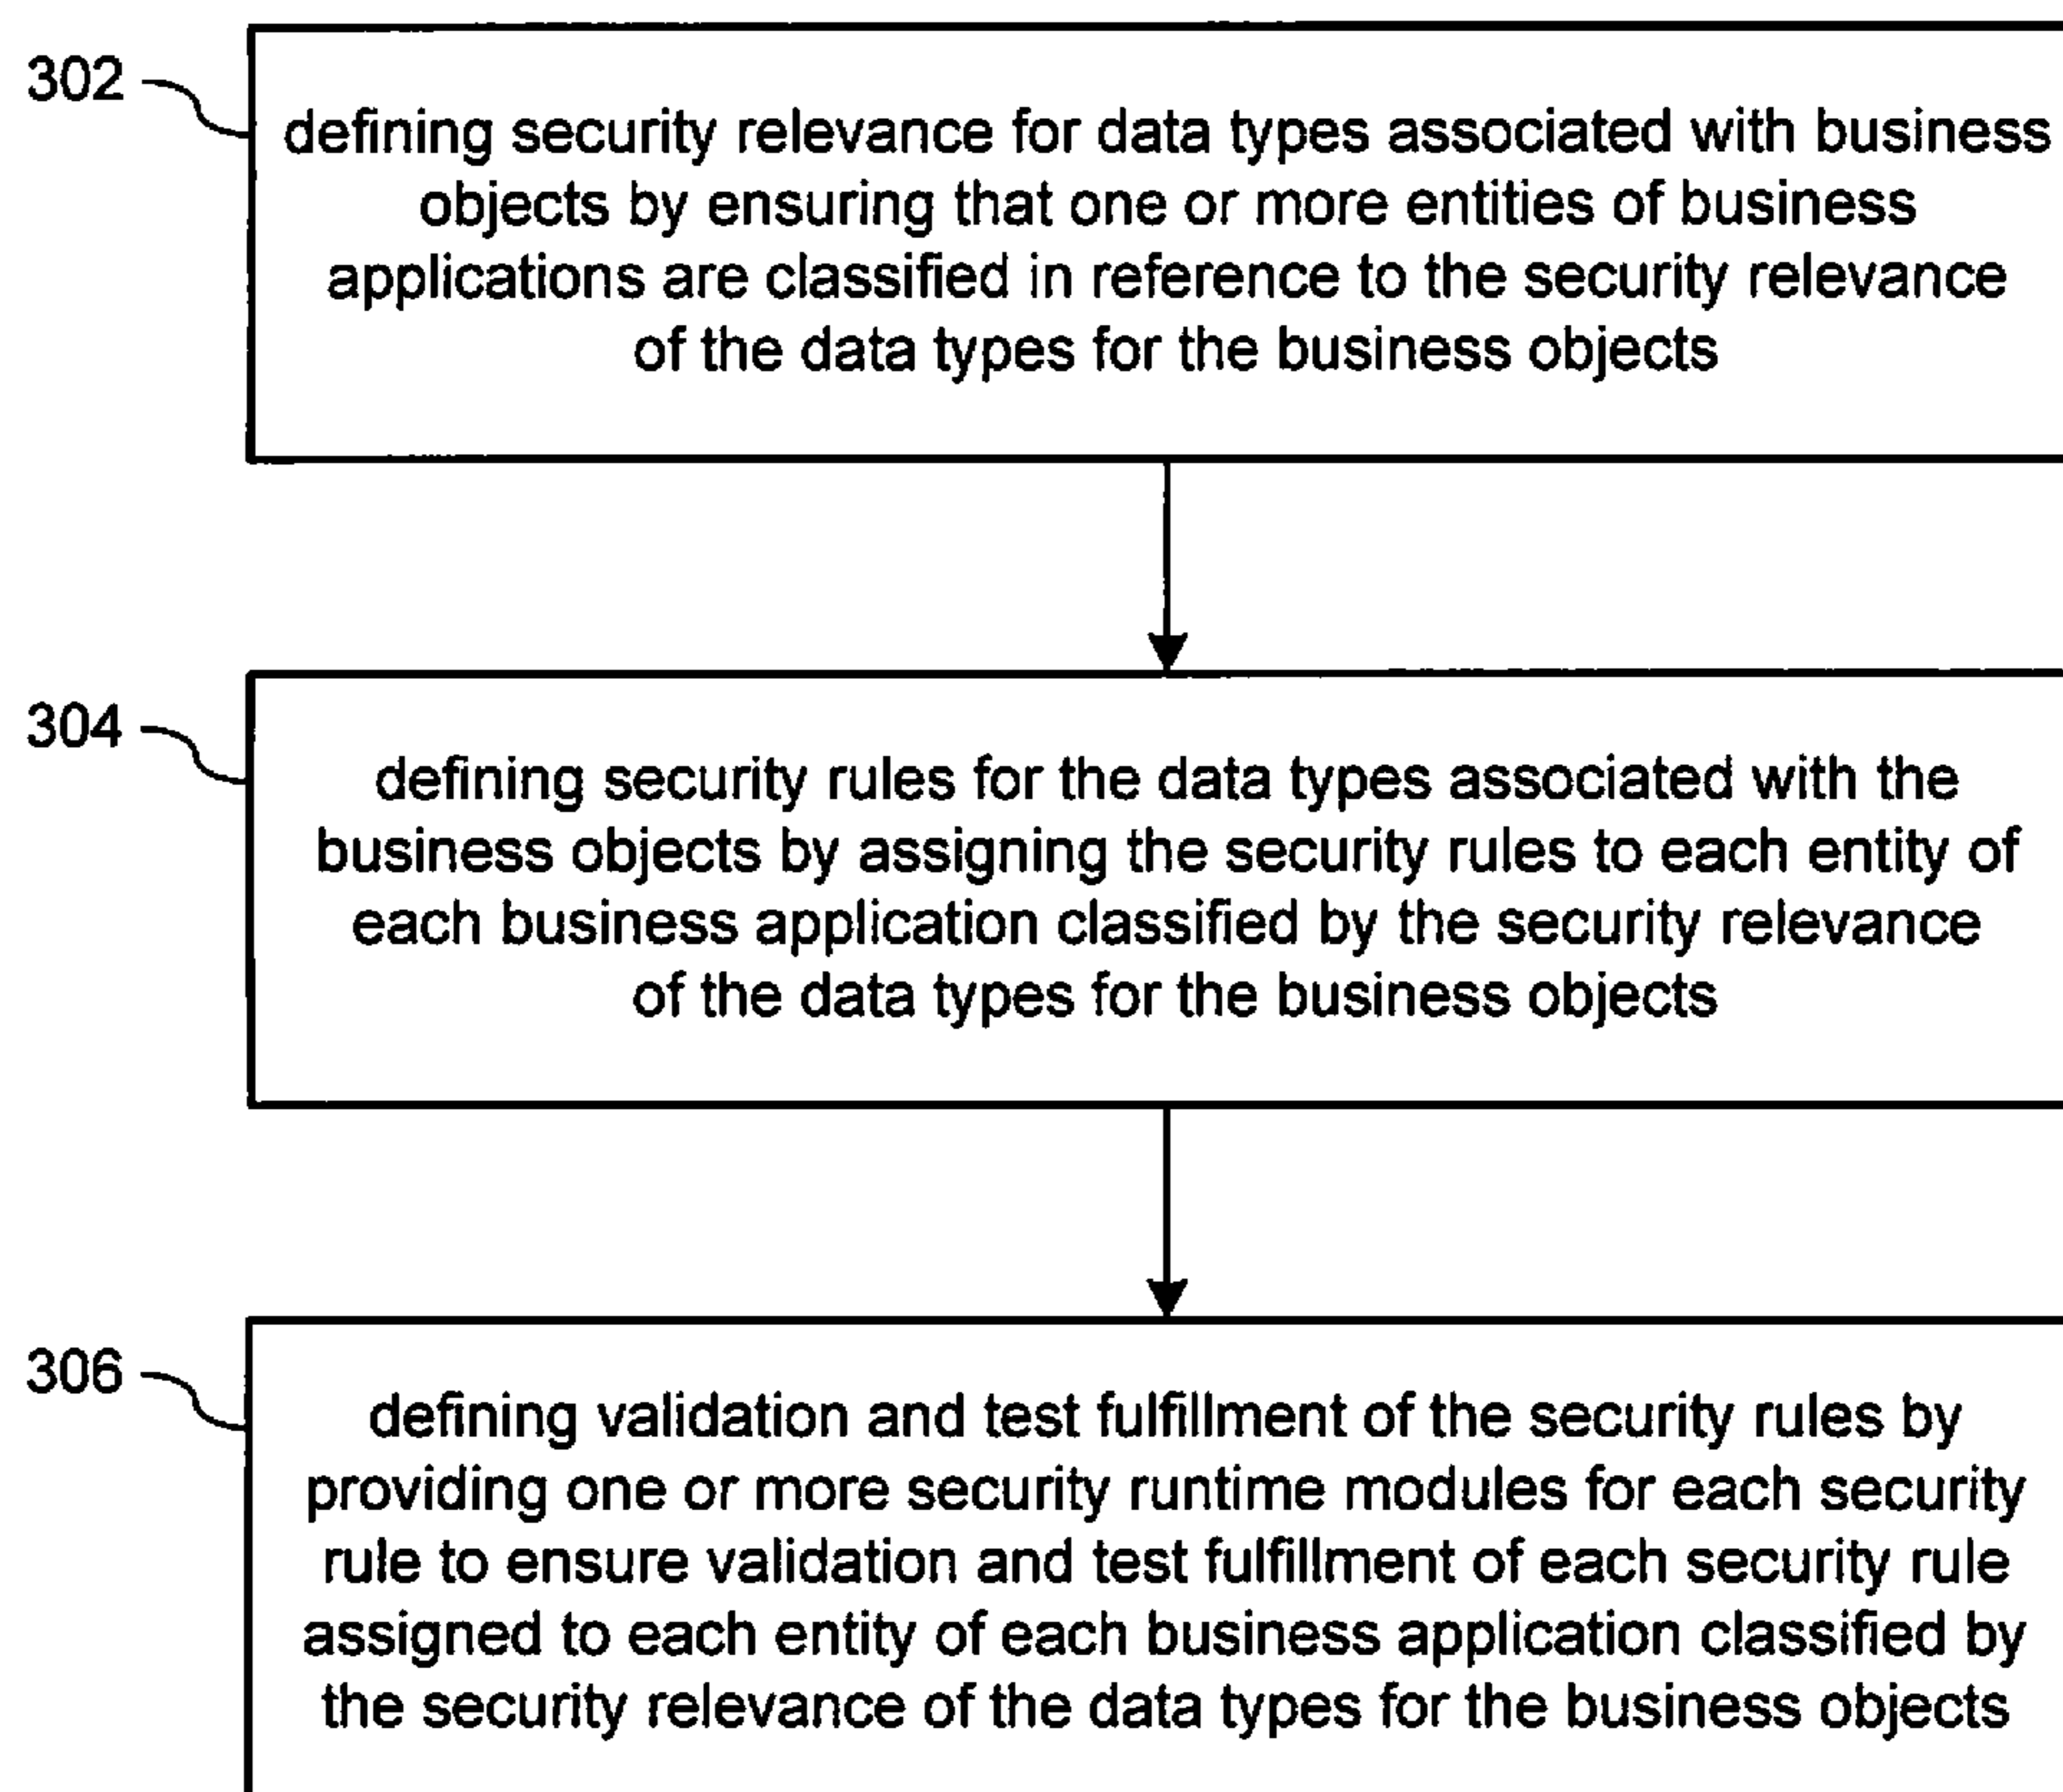 302
defining security relevance for data types associated with business
objects by ensuring that one or more entities of business
applications are classified in reference to the security relevance
of the data types for the business objects
304
defining security rules for the data types associated with the
business objects by assigning the security rules to each entity of
each business application classified by the security relevance
of the data types for the business objects
306
defining validation and test fulfillment of the security rules by
providing one or more security runtime modules for each security
rule to ensure validation and test fulfillment of each security rule
assigned to each entity of each business application classified by
the security relevance of the data types for the business objects